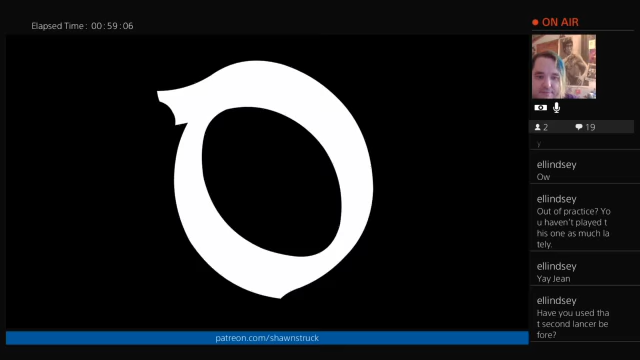 Elapsed Time : 00 : 59 : 06
ON AIR
2 19
y
ellindsey
Ow
ellindsey
Out of practice? Yo
u haven't played t
his one as much la
tely.
ellindsey
Yay Jean
ellindsey
Have you used tha
t second lancer be
fore?
patreon.com/shawnstruck